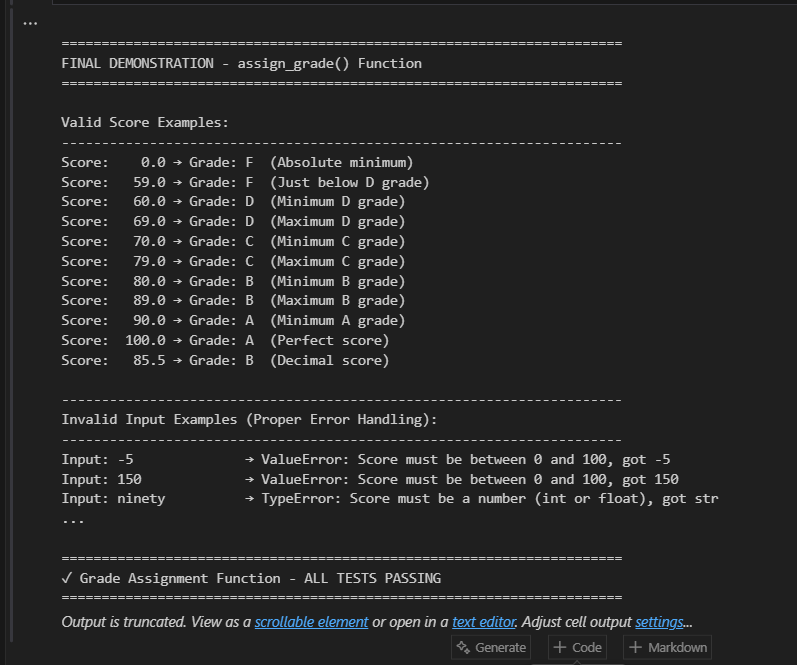 ...
======================================================================
FINAL DEMONSTRATION - assign_grade() Function
======================================================================
Valid Score Examples:
----------------------------------------------------------------------
Score:    0.0 → Grade: F  (Absolute minimum)
Score:   59.0 → Grade: F  (Just below D grade)
Score:   60.0 → Grade: D  (Minimum D grade)
Score:   69.0 → Grade: D  (Maximum D grade)
Score:   70.0 → Grade: C  (Minimum C grade)
Score:   79.0 → Grade: C  (Maximum C grade)
Score:   80.0 → Grade: B  (Minimum B grade)
Score:   89.0 → Grade: B  (Maximum B grade)
Score:   90.0 → Grade: A  (Minimum A grade)
Score:  100.0 → Grade: A  (Perfect score)
Score:   85.5 → Grade: B  (Decimal score)
----------------------------------------------------------------------
Invalid Input Examples (Proper Error Handling):
----------------------------------------------------------------------
Input: -5              → ValueError: Score must be between 0 and 100, got -5
Input: 150             → ValueError: Score must be between 0 and 100, got 150
Input: ninety          → TypeError: Score must be a number (int or float), got str
...
======================================================================
✓ Grade Assignment Function - ALL TESTS PASSING
======================================================================
Output is truncated. View as a scrollable element or open in a text editor. Adjust cell output settings...
Generate + Code + Markdown